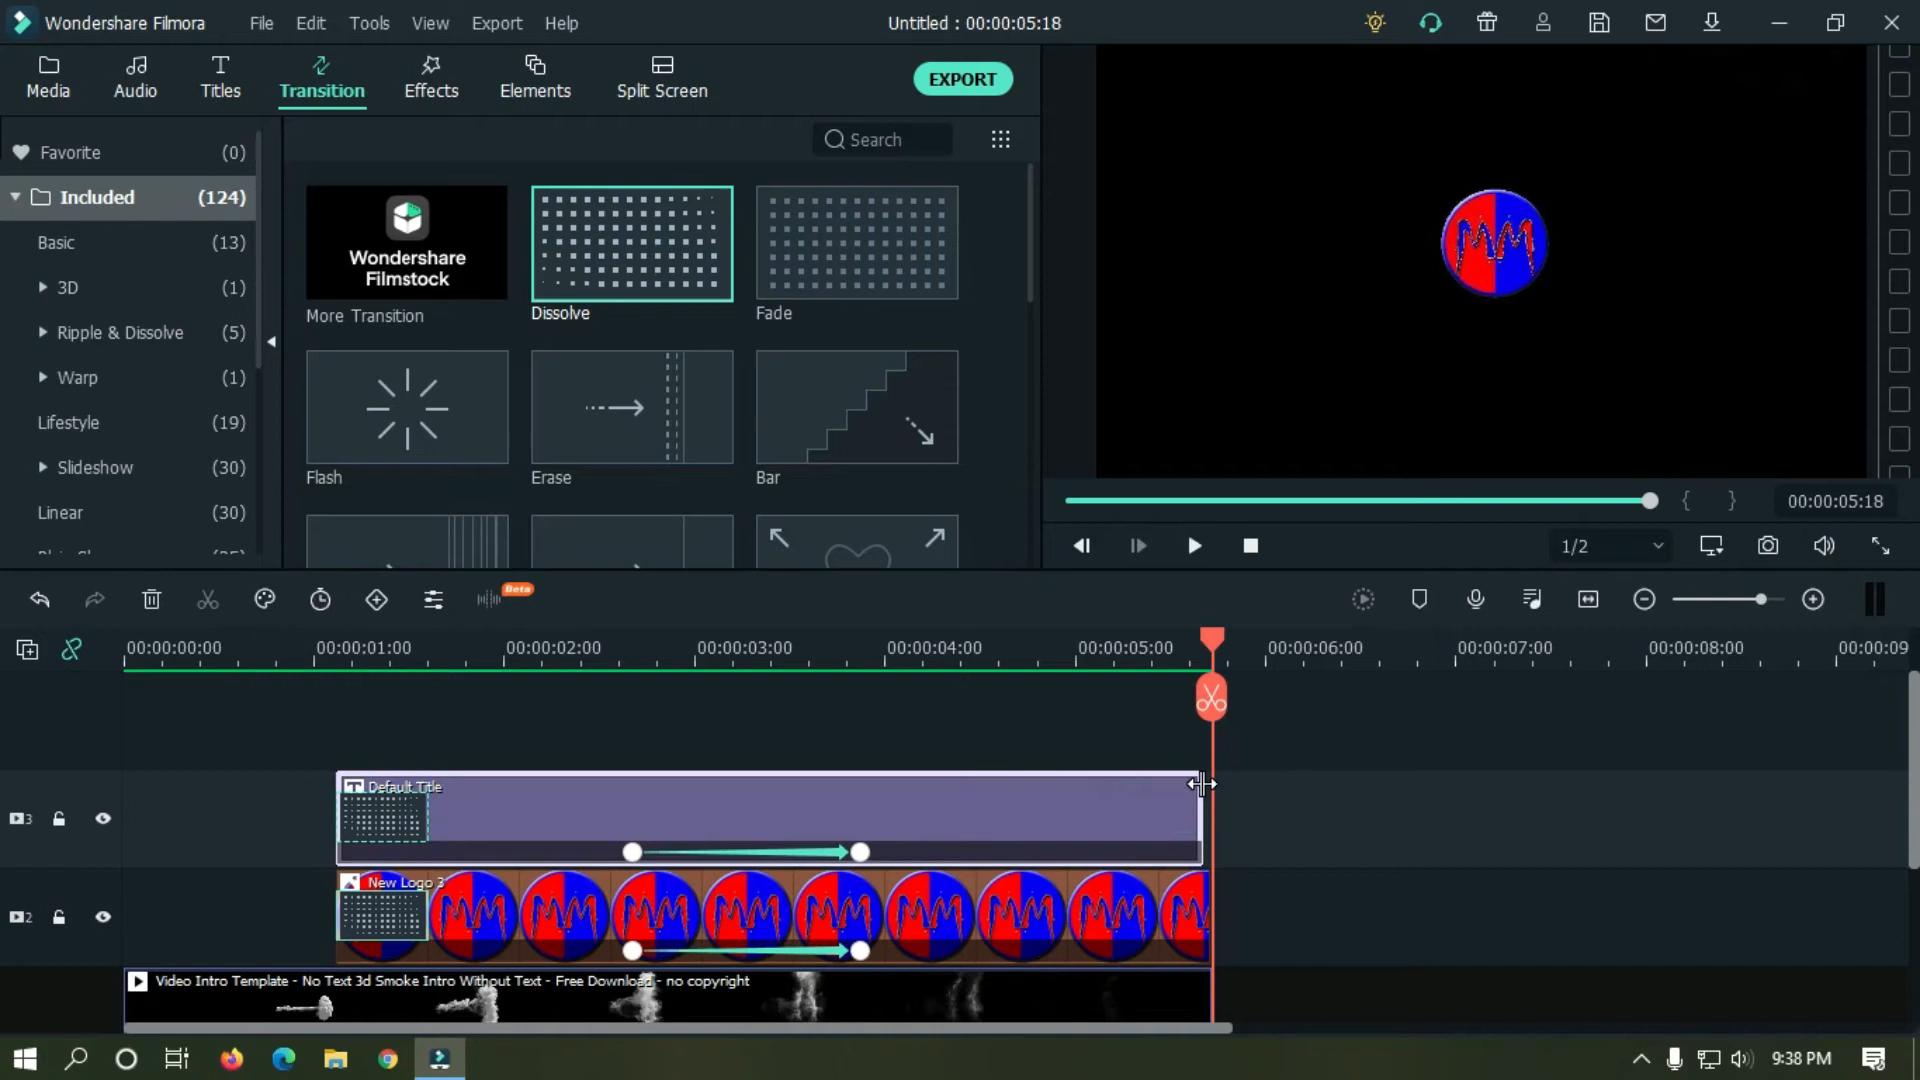 Wondershare Filmora File Edit Tools View Export Help Untitled : 00:00:05:18
Media Audio Titles Transition Effects Elements Split Screen EXPORT
Favorite (0)
Included (124)
Basic (13)
3D (1)
Ripple & Dissolve (5)
Warp (1)
Lifestyle (19)
Slideshow (30)
Linear (30)
Search
Wondershare
Filmstock
More Transition Dissolve Fade
Flash Erase Bar
MM
00:00:05:18
1/2
Beta
00:00:00:00 00:00:01:00 00:00:02:00 00:00:03:00 00:00:04:00 00:00:05:00 00:00:06:00 00:00:07:00 00:00:08:00 00:00:09
Default Title
3
New Logo 3
2
Video Intro Template - No Text 3d Smoke Intro Without Text - Free Download - no copyright
9:38 PM